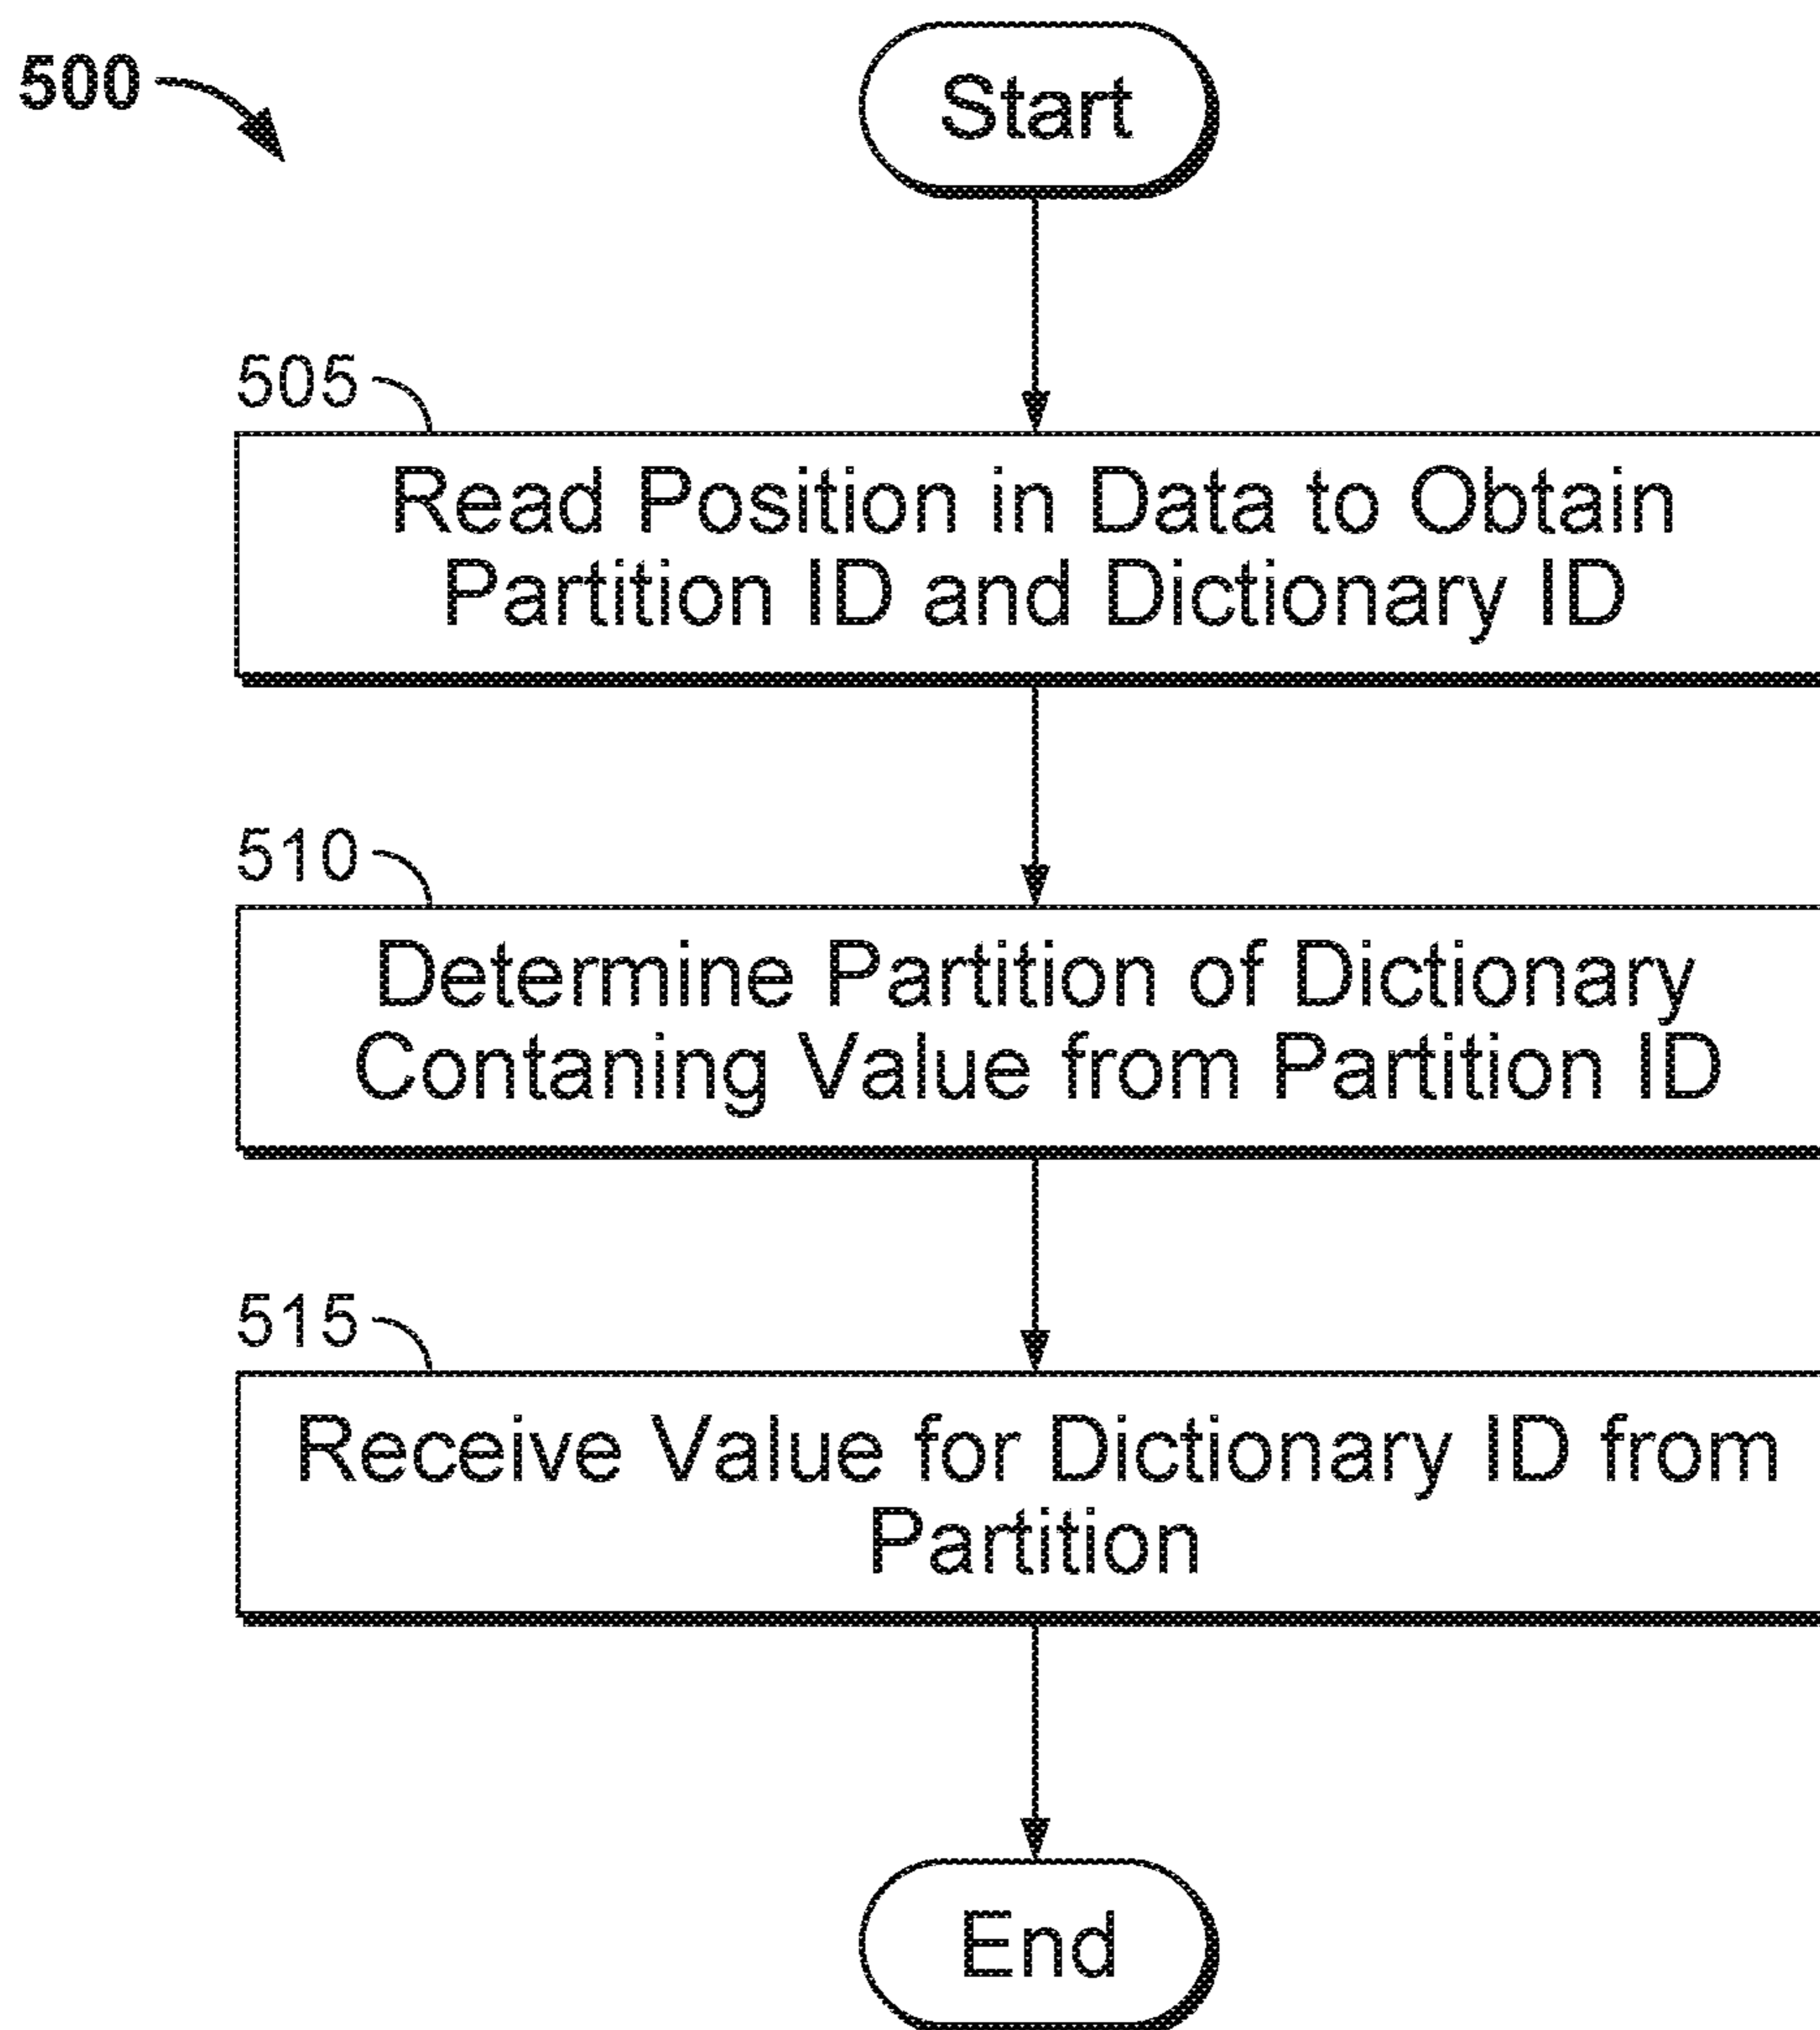 500
Start
505
Read Position in Data to Obtain
Partition ID and Dictionary ID
510
Determine Partition of Dictionary
Contaning Value from Partition ID
515
Receive Value for Dictionary ID from
Partition
End